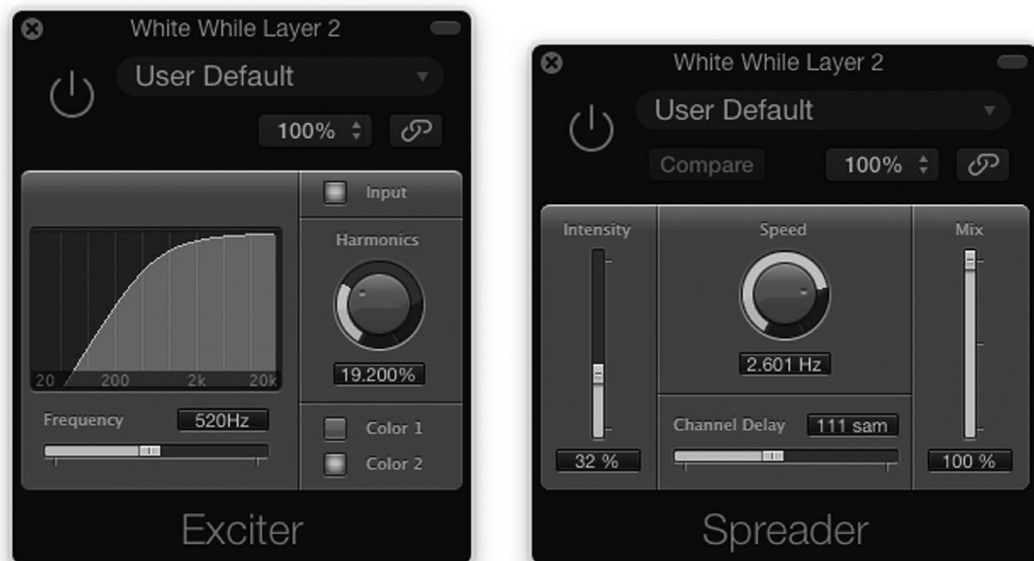 White While Layer 2
User Default
100%
Input
Harmonics
19.200%
20 200 2k 20k
Frequency 520Hz
Color 1
Color 2
Exciter
White While Layer 2
User Default
Compare 100%
Intensity
Speed
Mix
2.601 Hz
Channel Delay 111 sam
32 %
100 %
Spreader